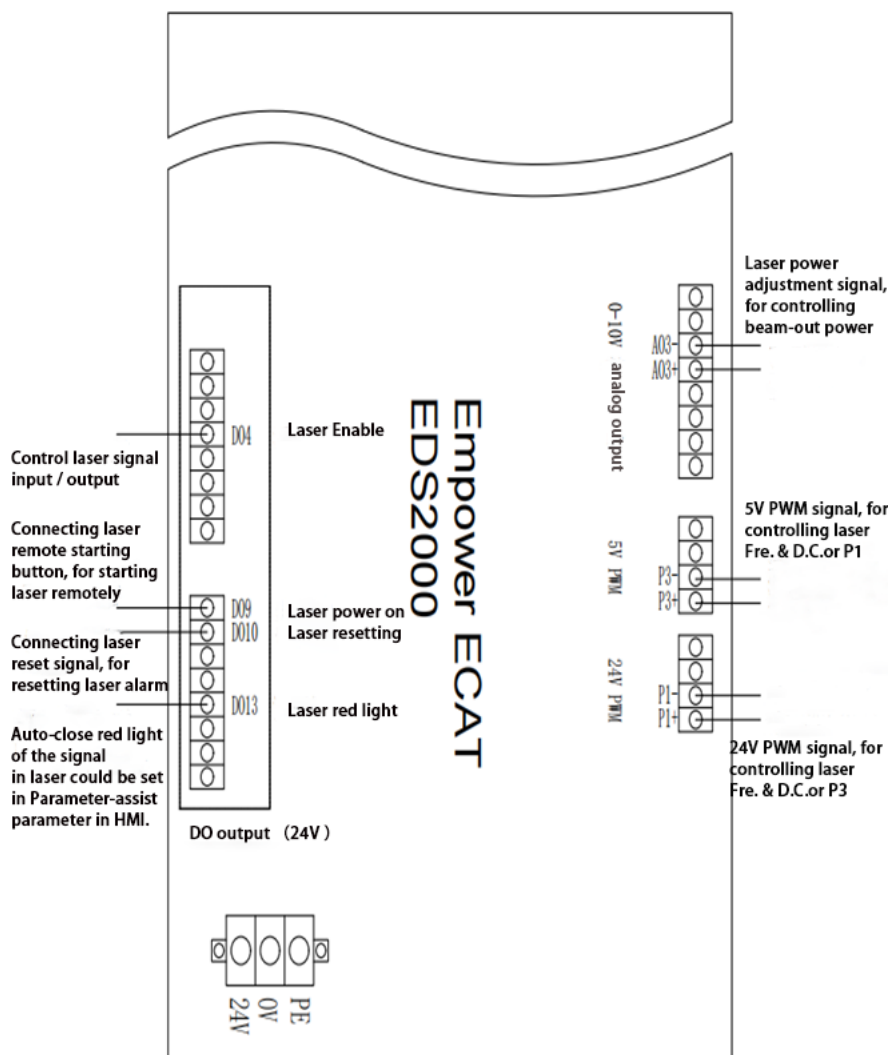 Laser power
adjustment signal,
for controlling
beam-out power
0-10V analog output
AO3-
AO3+
DO4
Laser Enable
Control laser signal
input / output
Empower ECAT
EDS2000
5V PWM signal, for
controlling laser
Fre. & D.C.or P1
5V PWM
P3-
P3+
Connecting laser
remote starting
button, for starting
laser remotely
DO9
DO10
Laser power on
Laser resetting
Connecting laser
reset signal, for
resetting laser alarm
24V PWM
P1-
P1+
DO13
Laser red light
Auto-close red light
of the signal
in laser could be set
in Parameter-assist
parameter in HMI.
24V PWM signal, for
controlling laser
Fre. & D.C.or P3
DO output （24V ）
24V
0V
PE